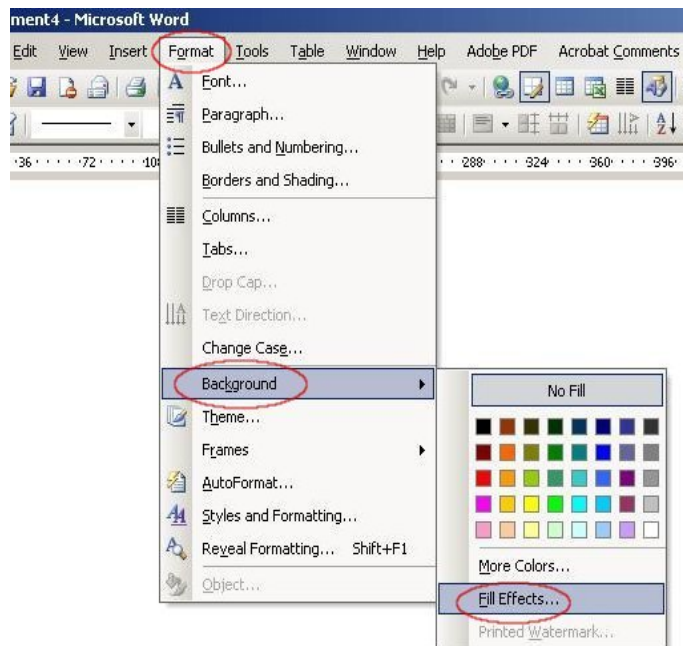 ment4 - Microsoft Word
Edit View Insert Format Tools Table Window Help Adobe PDF Acrobat Comments
36 72 10 288 324 360 396
Font...
Paragraph...
Bullets and Numbering...
Borders and Shading...
Columns...
Tabs...
Drop Cap...
Text Direction...
Change Case...
Background
Theme...
Frames
AutoFormat...
Styles and Formatting...
Reveal Formatting... Shift+F1
Object...
No Fill
More Colors...
Fill Effects...
Printed Watermark...